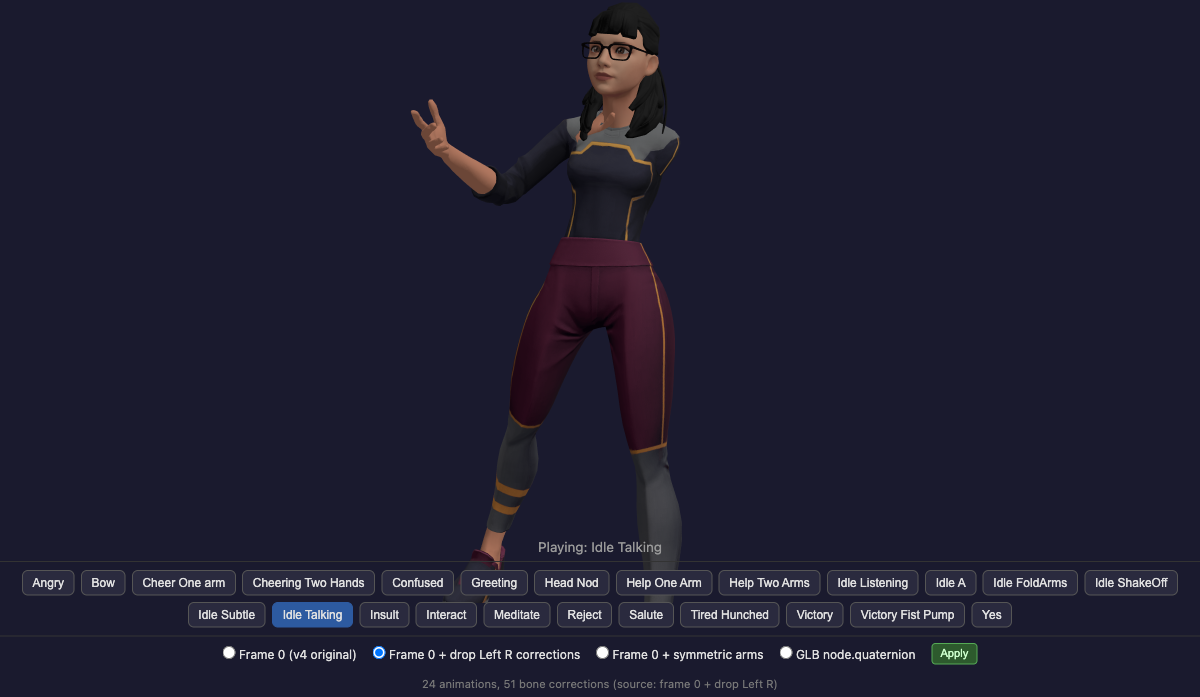 Playing: Idle Talking
Angry Bow Cheer One arm Cheering Two Hands Confused Greeting Head Nod Help One Arm Help Two Arms Idle Listening Idle A Idle FoldArms Idle ShakeOff
Idle Subtle Idle Talking Insult Interact Meditate Reject Salute Tired Hunched Victory Victory Fist Pump Yes
Frame 0 (v4 original) Frame 0 + drop Left R corrections Frame 0 + symmetric arms GLB node.quaternion Apply
24 animations, 51 bone corrections (source: frame 0 + drop Left R)